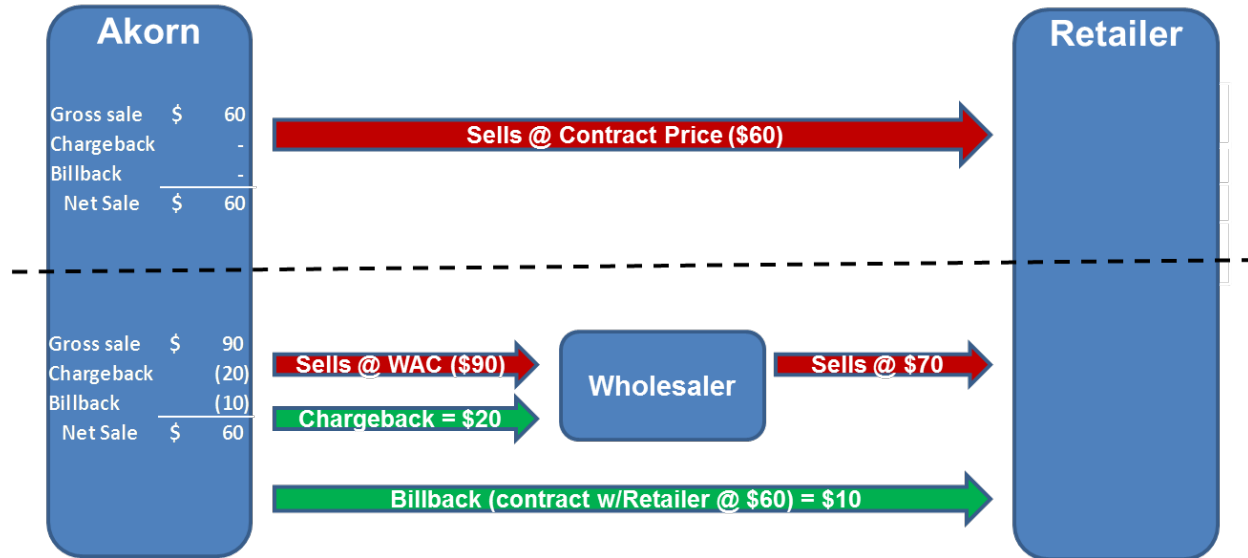 Akorn
Retailer
Gross sale $ 60
Chargeback -
Billback -
Net Sale $ 60
Sells @ Contract Price ($60)
Gross sale $ 90
Chargeback (20)
Billback (10)
Net Sale $ 60
Sells @ WAC ($90)
Chargeback = $20
Wholesaler
Sells @ $70
Billback (contract w/Retailer @ $60) = $10